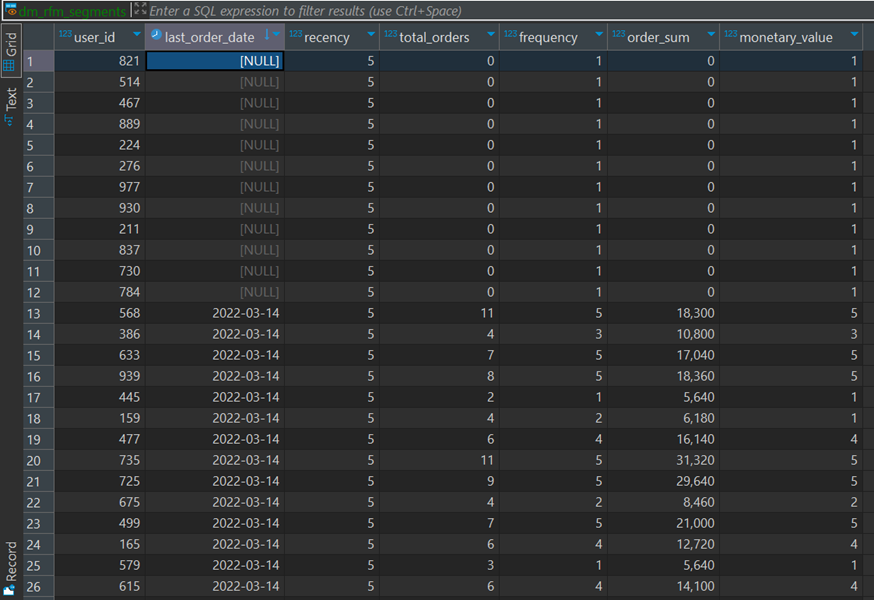 dm_rfm_segments Enter a SQL expression to filter results (use Ctrl+Space)
Grid
Text
Record
123 user_id last_order_date 123 recency 123 total_orders 123 frequency 123 order_sum 123 monetary_value
1 821 [NULL] 5 0 1 0 1
2 514 [NULL] 5 0 1 0 1
3 467 [NULL] 5 0 1 0 1
4 889 [NULL] 5 0 1 0 1
5 224 [NULL] 5 0 1 0 1
6 276 [NULL] 5 0 1 0 1
7 977 [NULL] 5 0 1 0 1
8 930 [NULL] 5 0 1 0 1
9 211 [NULL] 5 0 1 0 1
10 837 [NULL] 5 0 1 0 1
11 730 [NULL] 5 0 1 0 1
12 784 [NULL] 5 0 1 0 1
13 568 2022-03-14 5 11 5 18,300 5
14 386 2022-03-14 5 4 3 10,800 3
15 633 2022-03-14 5 7 5 17,040 5
16 939 2022-03-14 5 8 5 18,360 5
17 445 2022-03-14 5 2 1 5,640 1
18 159 2022-03-14 5 4 2 6,180 1
19 477 2022-03-14 5 6 4 16,140 4
20 735 2022-03-14 5 11 5 31,320 5
21 725 2022-03-14 5 9 5 29,640 5
22 675 2022-03-14 5 4 2 8,460 2
23 499 2022-03-14 5 7 5 21,000 5
24 165 2022-03-14 5 6 4 12,720 4
25 579 2022-03-14 5 3 1 5,640 1
26 615 2022-03-14 5 6 4 14,100 4